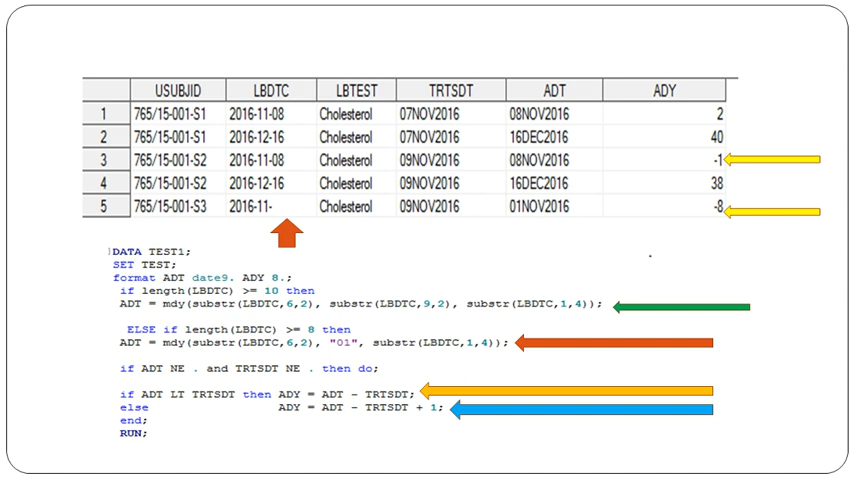 USUBJID LBDTC LBTEST TRTSDT ADT ADY
1 765/15-001-S1 2016-11-08 Cholesterol 07NOV2016 08NOV2016 2
2 765/15-001-S1 2016-12-16 Cholesterol 07NOV2016 16DEC2016 40
3 765/15-001-S2 2016-11-08 Cholesterol 09NOV2016 08NOV2016 -1
4 765/15-001-S2 2016-12-16 Cholesterol 09NOV2016 16DEC2016 38
5 765/15-001-S3 2016-11- Cholesterol 09NOV2016 01NOV2016 -8
DATA TEST1;
SET TEST;
format ADT date9. ADY 8.;
if length(LBDTC) >= 10 then
ADT = mdy(substr(LBDTC,6,2), substr(LBDTC,9,2), substr(LBDTC,1,4));
ELSE if length(LBDTC) >= 8 then
ADT = mdy(substr(LBDTC,6,2), "01", substr(LBDTC,1,4));
if ADT NE . and TRTSDT NE . then do;
if ADT LT TRTSDT then ADY = ADT - TRTSDT;
else ADY = ADT - TRTSDT + 1;
end;
RUN;